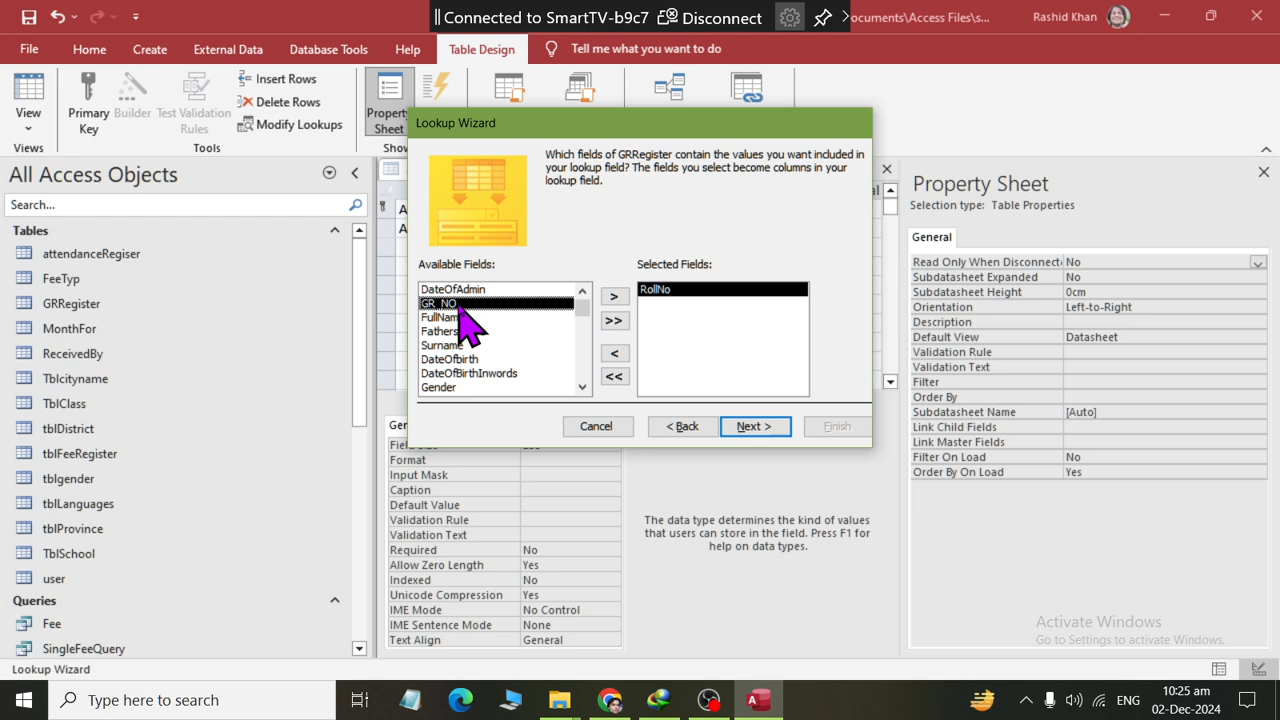 Connected to SmartTV-b9c7 Disconnect
ocuments\Access Files\s...
Rashid Khan
File Home Create External Data Database Tools Help Table Design Tell me what you want to do
View
Primary Key
Builder
Test Validation Rules
Insert Rows
Delete Rows
Modify Lookups
Property Sheet
Views
Tools
Sho
All Access Objects
Search...
Tables
attendanceRegiser
FeeTyp
GRRegister
MonthFor
ReceivedBy
Tblcityname
TblClass
tblDistrict
tblFeeRegister
tblgender
tblLanguages
tblProvince
TblSchool
user
Queries
Fee
SingleFeeQuery
Lookup Wizard
Which fields of GRRegister contain the values you want included in
your lookup field? The fields you select become columns in your
lookup field.
Available Fields:
Selected Fields:
DateOfAdmin
GR_NO
FullNam
Fathers
Surname
DateOfbirth
DateOfBirthInwords
Gender
>
>>
<
<<
RollNo
Cancel
< Back
Next >
Finish
Ger
Format
Input Mask
Caption
Default Value
Validation Rule
Validation Text
Required No
Allow Zero Length Yes
Indexed No
Unicode Compression Yes
IME Mode No Control
IME Sentence Mode None
Text Align General
The data type determines the kind of values
that users can store in the field. Press F1 for
help on data types.
Property Sheet
Selection type: Table Properties
General
Read Only When Disconnect No
Subdatasheet Expanded No
Subdatasheet Height 0cm
Orientation Left-to-Right
Description
Default View Datasheet
Validation Rule
Validation Text
Filter
Order By
Subdatasheet Name [Auto]
Link Child Fields
Link Master Fields
Filter On Load No
Order By On Load Yes
Activate Windows
Go to Settings to activate Windows.
Lookup Wizard
Type here to search
ENG
10:25 am
02-Dec-2024